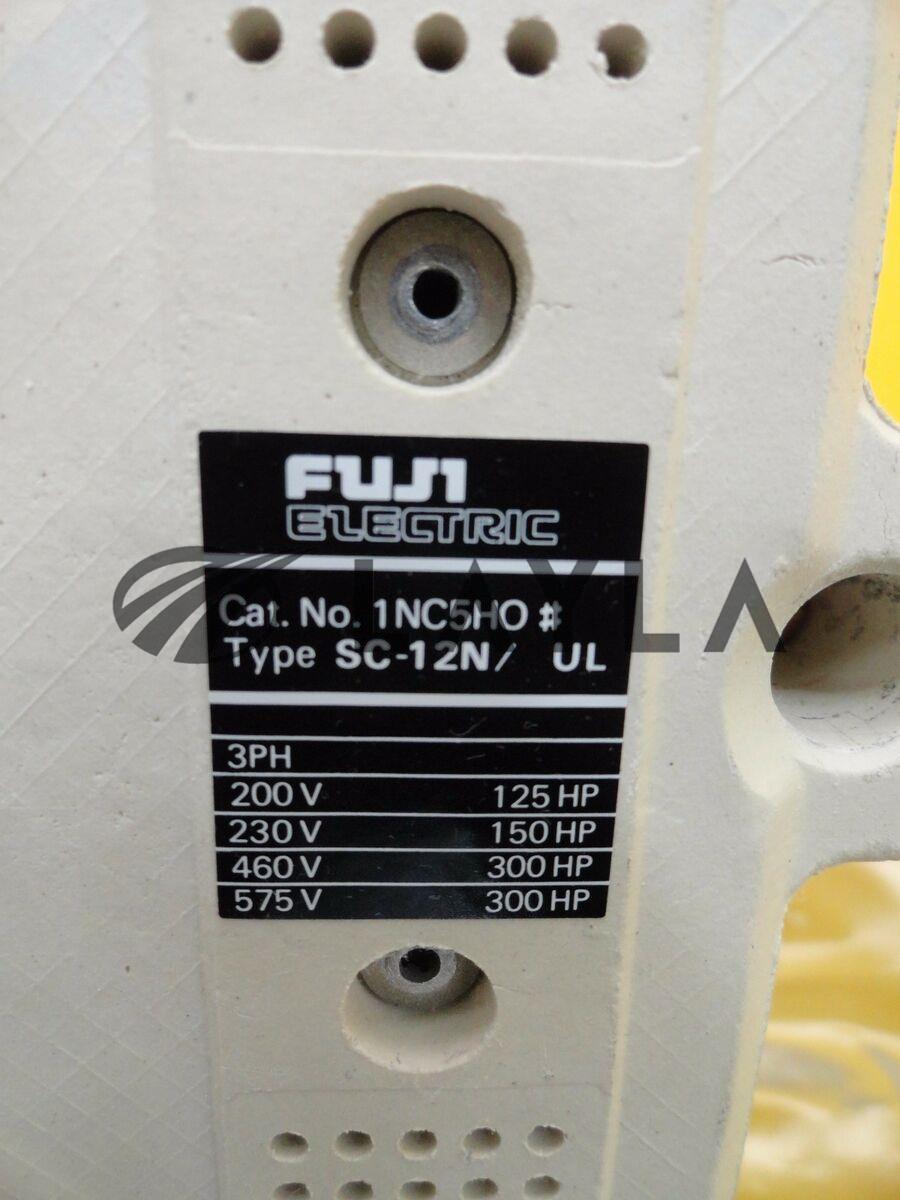 FUJI
ELECTRIC
LAYLA
Cat. No. 1NC5HO #
Type SC-12N/ UL
3PH
200 V 125 HP
230 V 150 HP
460 V 300 HP
575 V 300 HP